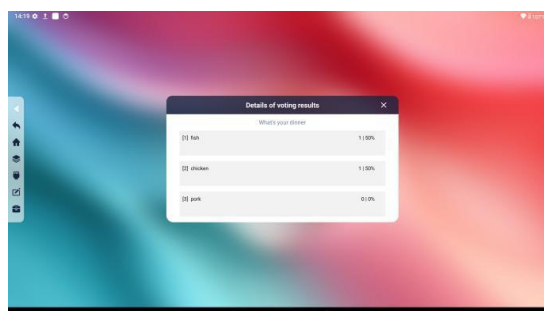 14:19
Details of voting results
What's your dinner
[1] fish 1 | 50%
[2] chicken 1 | 50%
[3] pork 0 | 0%